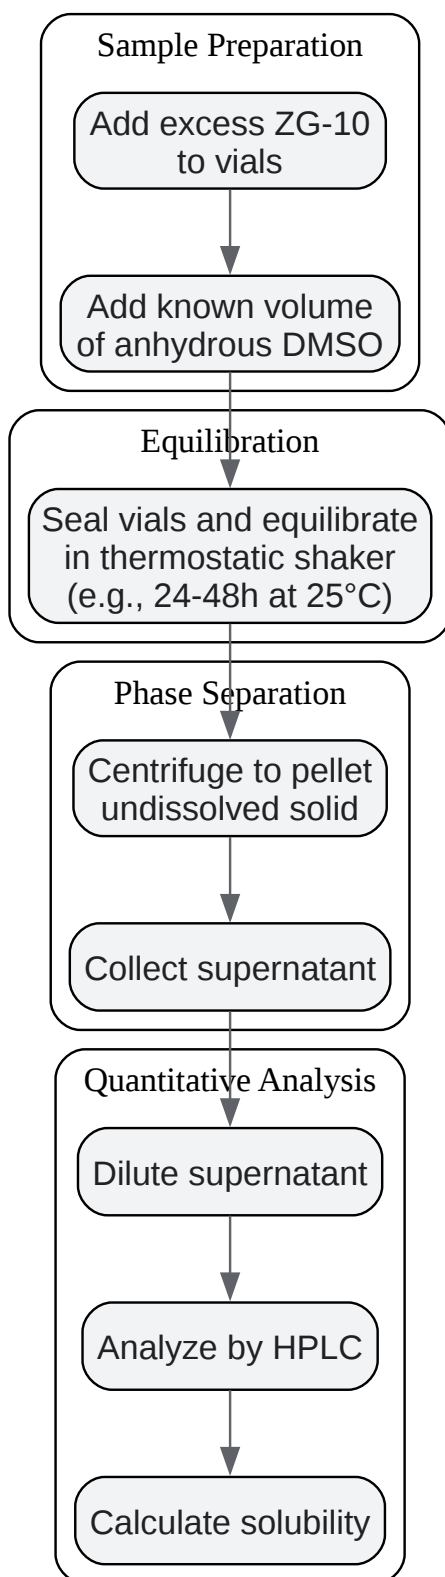 Sample Preparation
Add excess ZG-10
to vials
Add known volume
of anhydrous DMSO
Equilibration
Seal vials and equilibrate
in thermostatic shaker
(e.g., 24-48h at 25°C)
Phase Separation
Centrifuge to pellet
undissolved solid
Collect supernatant
Quantitative Analysis
Dilute supernatant
Analyze by HPLC
Calculate solubility